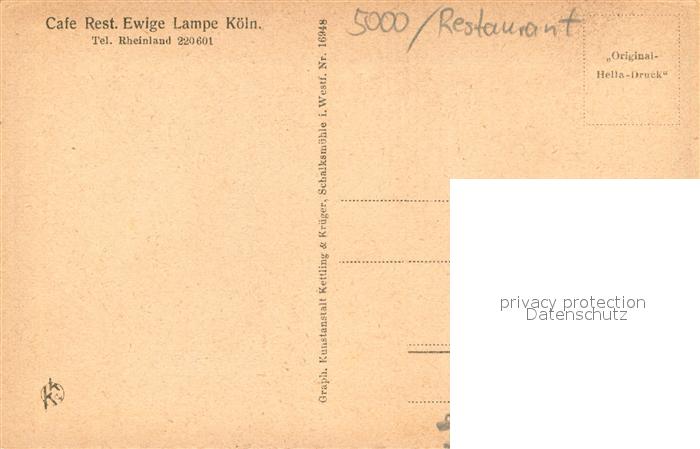 Cafe Rest. Ewige Lampe Köln.
Tel. Rheinland 220601
Graph. Kunstanstalt Kettling & Krüger, Schalksmühle i. Westf. Nr. 16948
5000 / Restaurant
„Original-
Hella-Druck“
privacy protection
Datenschutz